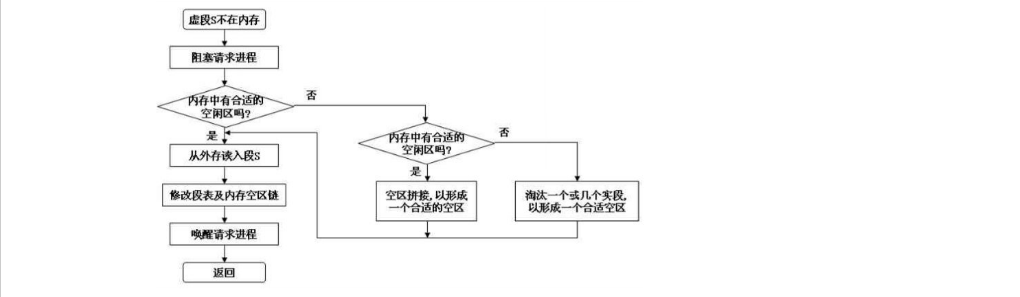 虚段S不在内存
阻塞请求进程
内存中有合适的
空闲区吗?
否
是
从外存读入段S
修改段表及内存空区链
唤醒请求进程
返回
内存中有合适的
空闲区吗?
否
是
空区拼接,以形成
一个合适的空区
淘汰一个或几个实段,
以形成一个合适空区